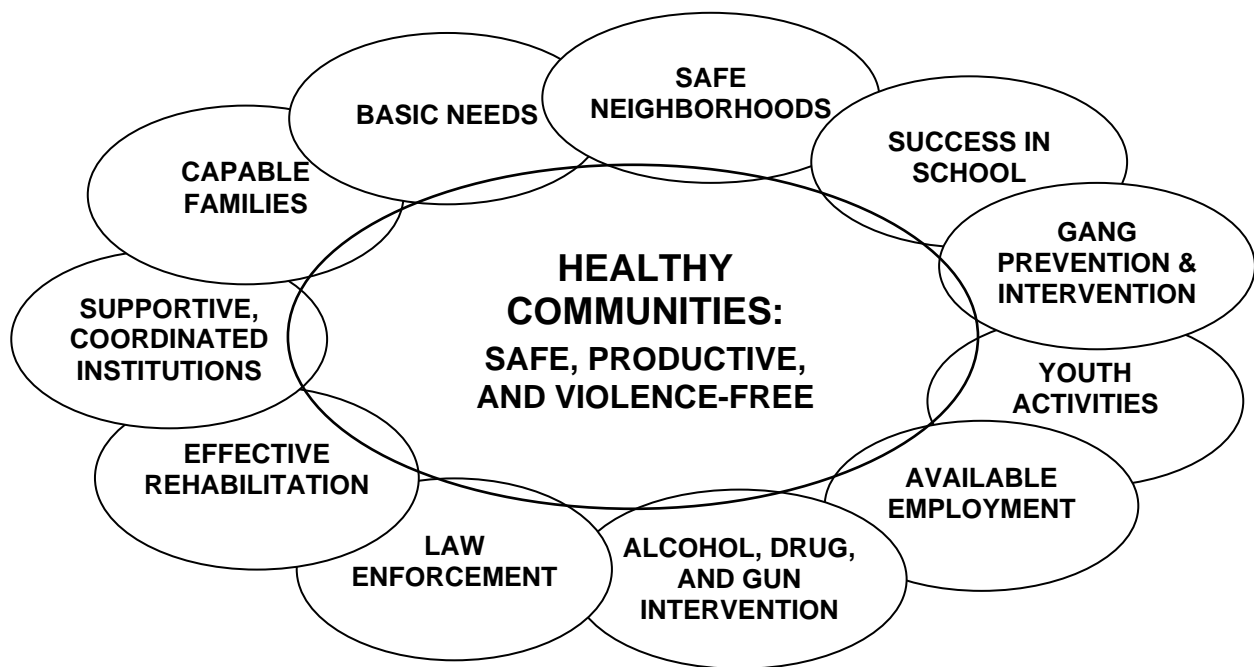 SAFE
NEIGHBORHOODS
BASIC NEEDS
SUCCESS IN
SCHOOL
CAPABLE
FAMILIES
GANG
PREVENTION &
INTERVENTION
HEALTHY
COMMUNITIES:
SAFE, PRODUCTIVE,
AND VIOLENCE-FREE
SUPPORTIVE,
COORDINATED
INSTITUTIONS
YOUTH
ACTIVITIES
EFFECTIVE
REHABILITATION
AVAILABLE
EMPLOYMENT
LAW
ENFORCEMENT
ALCOHOL, DRUG,
AND GUN
INTERVENTION